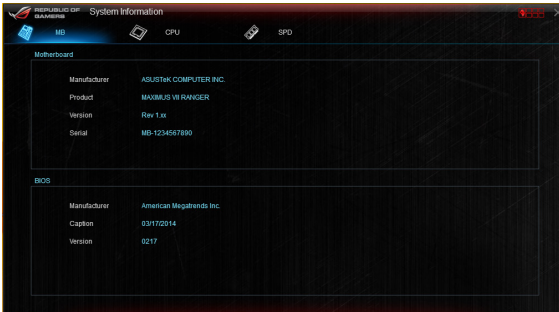 REPUBLIC OF
GAMERS
System Information
MB
CPU
SPD
Motherboard
Manufacturer ASUSTeK COMPUTER INC.
Product MAXIMUS VII RANGER
Version Rev 1.xx
Serial MB-1234567890
BIOS
Manufacturer American Megatrends Inc.
Caption 03/17/2014
Version 0217